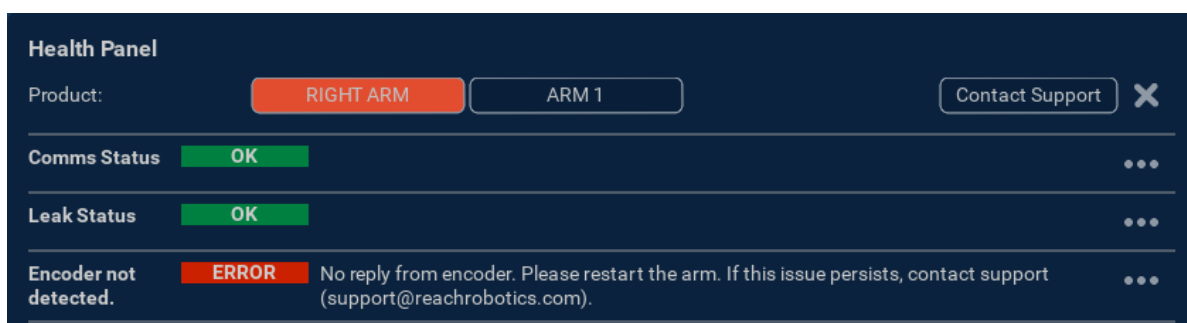 Health Panel
Product: RIGHT ARM ARM 1 Contact Support
Comms Status OK
Leak Status OK
Encoder not detected. ERROR No reply from encoder. Please restart the arm. If this issue persists, contact support
(support@reachrobotics.com).